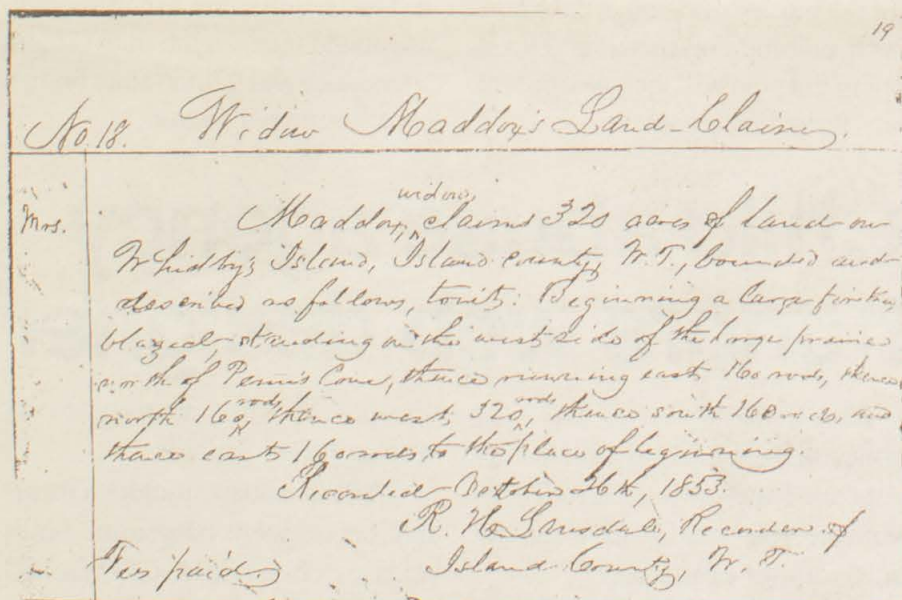 19
No. 18. Widow Maddox's Land-Claim.
widow,
Mrs. Maddox, claims 320 acres of land on
Whidby's Island, Island county, W. T., bounded and
described as follows, towit: Beginning a large fir tree,
blazed, standing on the west side of the large prairie
north of Penn's Cove, thence running east 160 rods, thence
north 160 rods, thence west, 320 rods, thence south 160 rods, and
thence east 160 rods, to the place of beginning.
Recorded October 26th, 1853.
R. H. Lansdale, Recorder of
Fees paid. Island County, W. T.